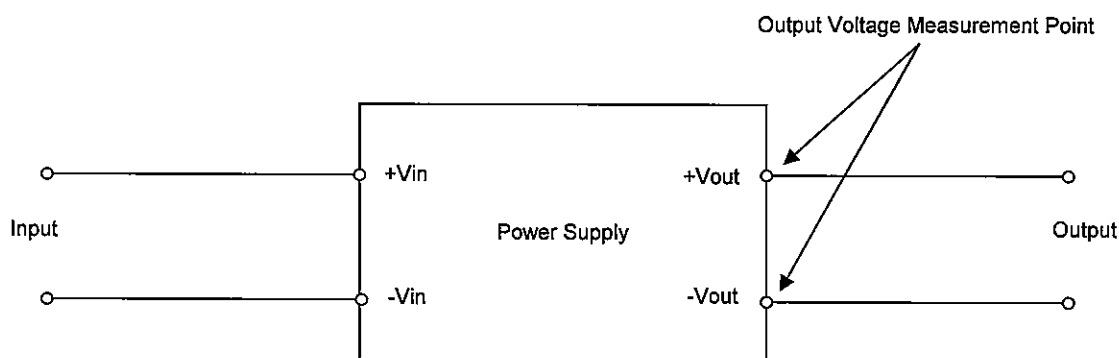 Output Voltage Measurement Point
+Vin
+Vout
Input
Power Supply
Output
-Vin
-Vout